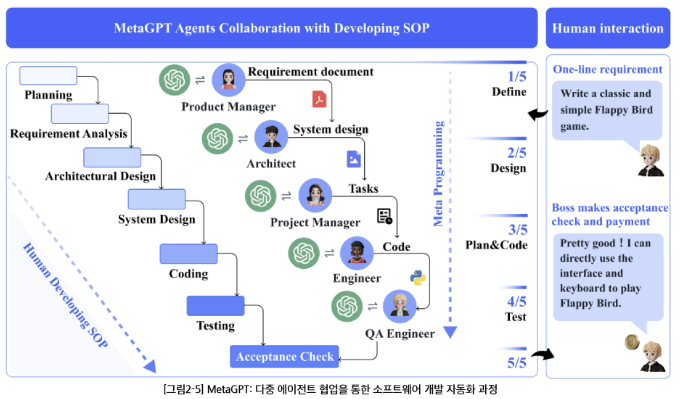 MetaGPT Agents Collaboration with Developing SOP
Human interaction
Planning
Requirement Analysis
Architectural Design
System Design
Coding
Testing
Acceptance Check
Human Developing SOP
Requirement document
Product Manager
System design
Architect
Tasks
Project Manager
Code
Engineer
QA Engineer
Meta Programming
1/5
Define
2/5
Design
3/5
Plan&Code
4/5
Test
5/5
One-line requirement
Write a classic and
simple Flappy Bird
game.
Boss makes acceptance
check and payment
Pretty good ! I can
directly use the
interface and
keyboard to play
Flappy Bird.
[그림2-5] MetaGPT: 다중 에이전트 협업을 통한 소프트웨어 개발 자동화 과정